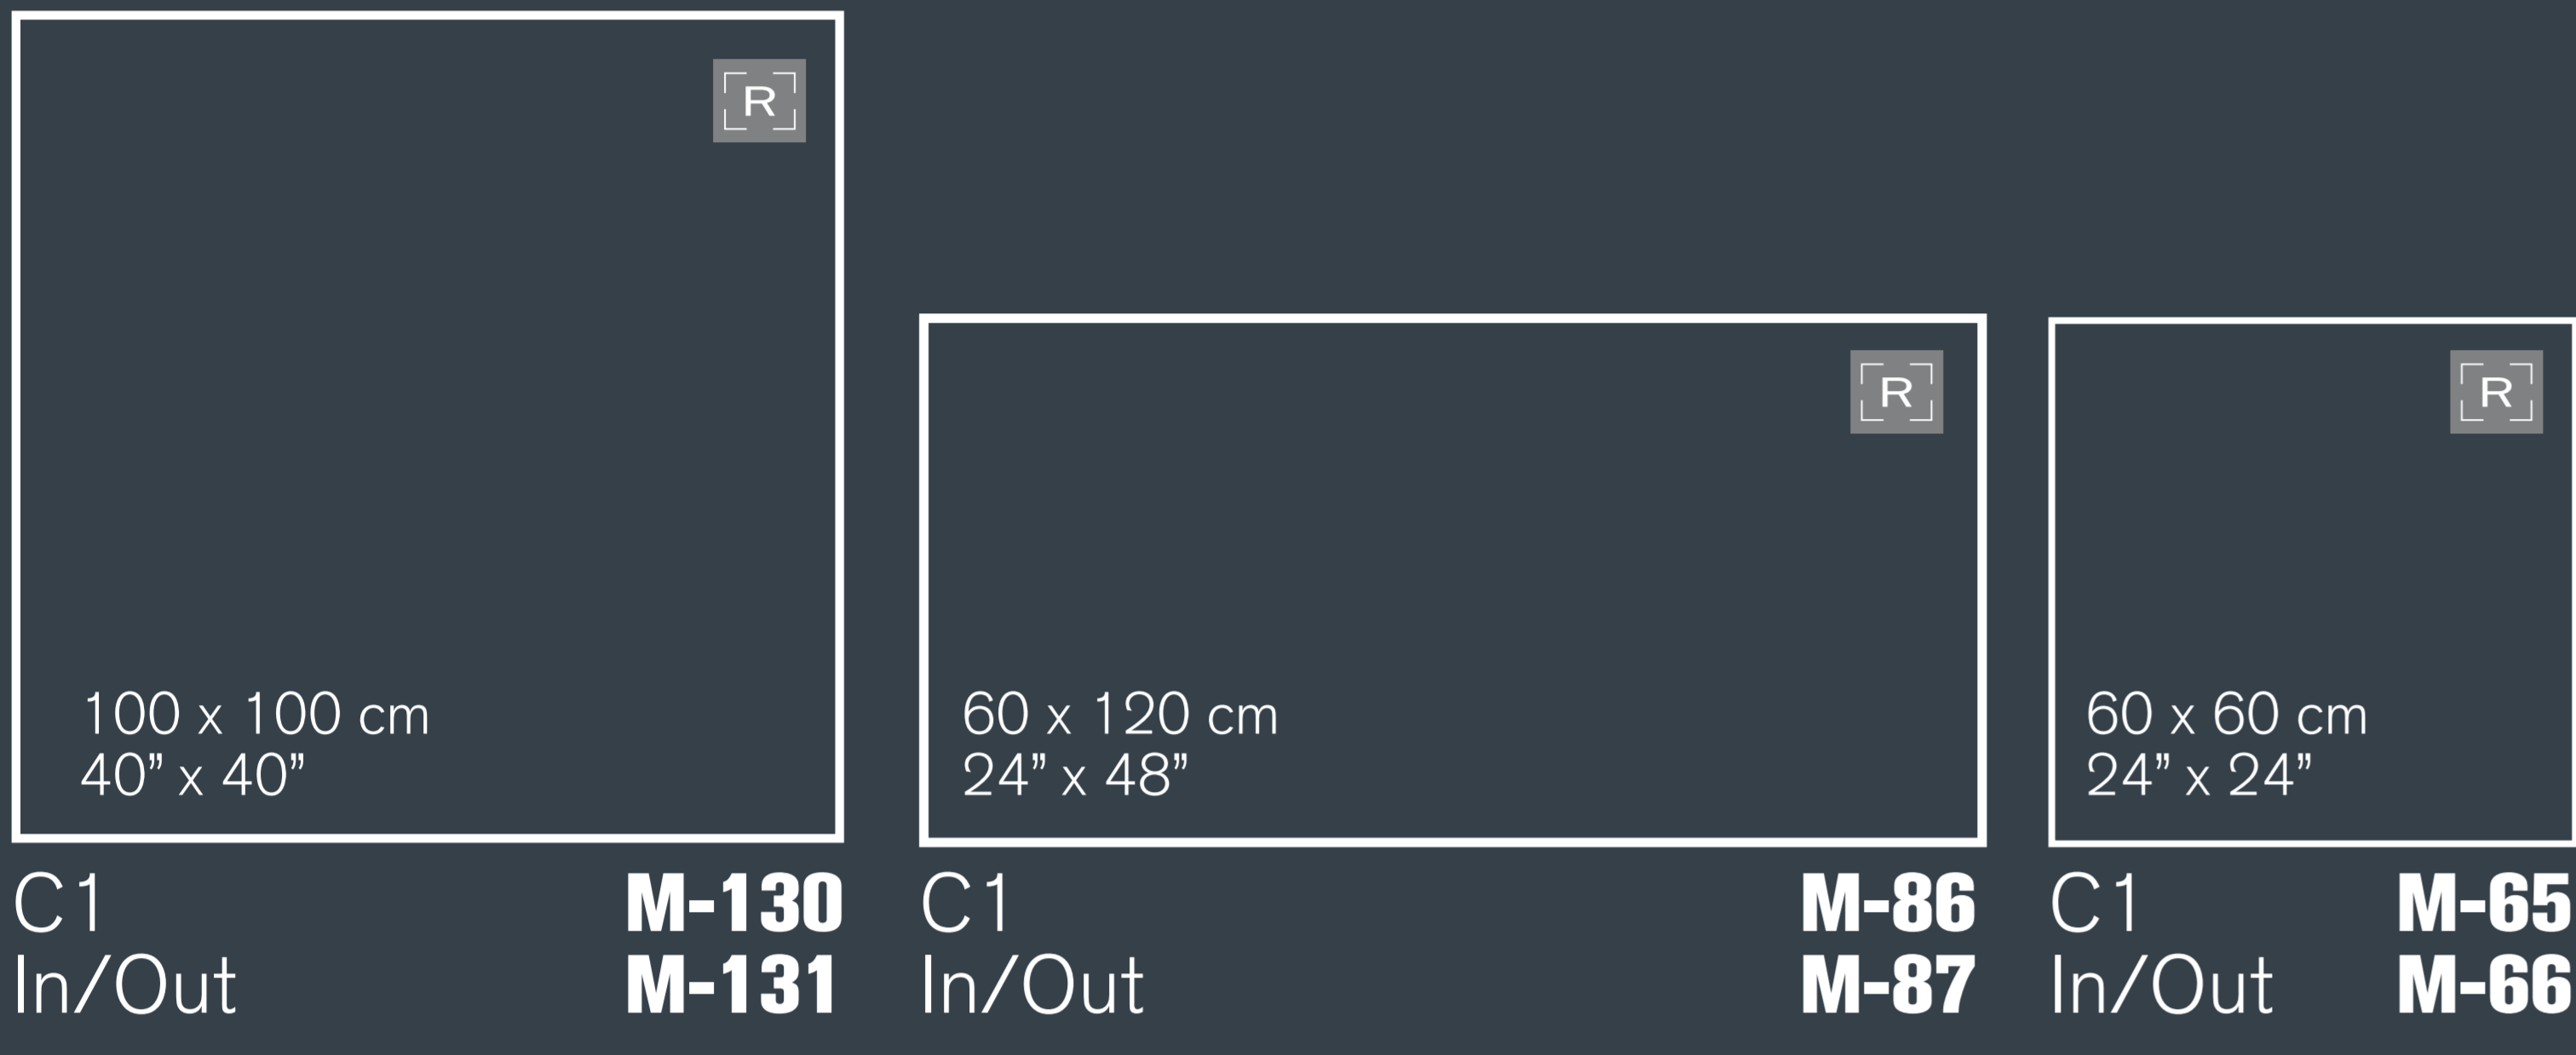 R
100 x 100 cm
40” x 40”
C1 M-130
In/Out M-131
R
60 x 120 cm
24” x 48”
C1 M-86
In/Out M-87
R
60 x 60 cm
24” x 24”
C1 M-65
In/Out M-66